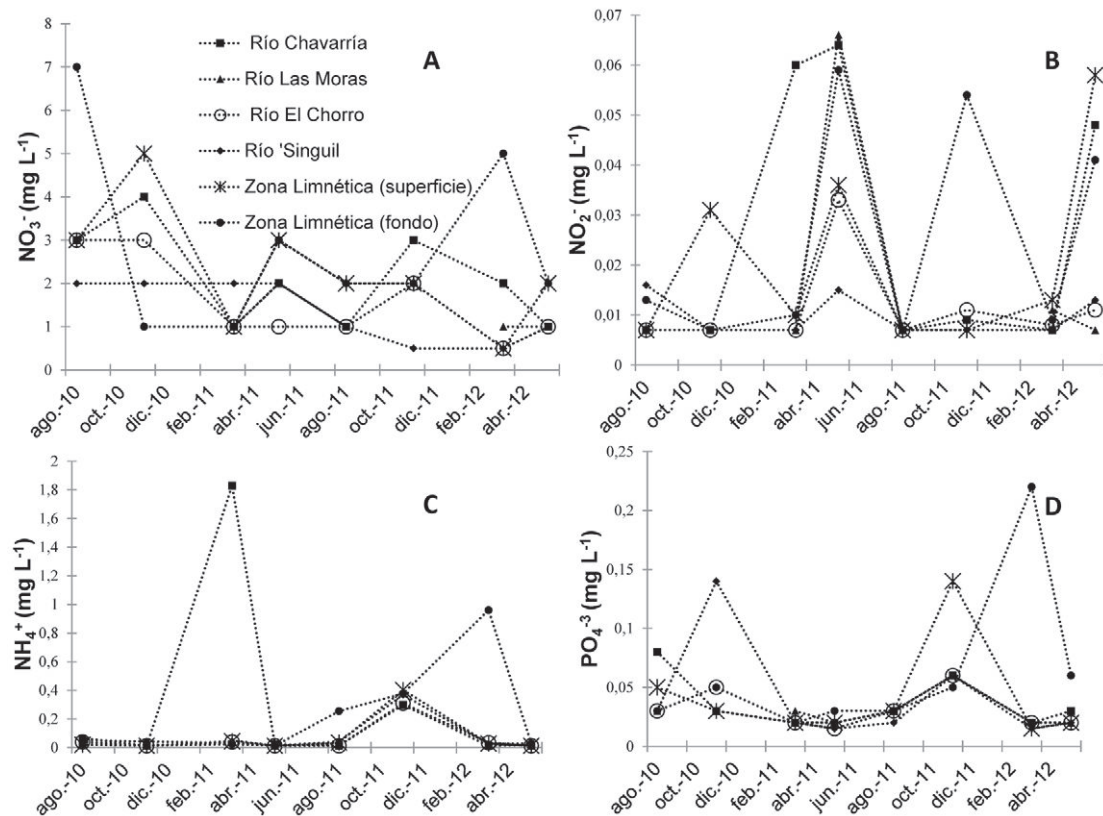 A
NO3- (mg L-1)
8
7
6
5
4
3
2
1
0
Río Chavarría
Río Las Moras
Río El Chorro
Río 'Singuil
Zona Limnética (superficie)
Zona Limnética (fondo)
ago.-10
oct.-10
dic.-10
feb.-11
abr.-11
jun.-11
ago.-11
oct.-11
dic.-11
feb.-12
abr.-12
B
NO2- (mg L-1)
0,07
0,06
0,05
0,04
0,03
0,02
0,01
0
ago.-10
oct.-10
dic.-10
feb.-11
abr.-11
jun.-11
ago.-11
oct.-11
dic.-11
feb.-12
abr.-12
C
NH4+ (mg L-1)
2
1,8
1,6
1,4
1,2
1
0,8
0,6
0,4
0,2
0
ago.-10
oct.-10
dic.-10
feb.-11
abr.-11
jun.-11
ago.-11
oct.-11
dic.-11
feb.-12
abr.-12
D
PO4-3 (mg L-1)
0,25
0,2
0,15
0,1
0,05
0
ago.-10
oct.-10
dic.-10
feb.-11
abr.-11
jun.-11
ago.-11
oct.-11
dic.-11
feb.-12
abr.-12